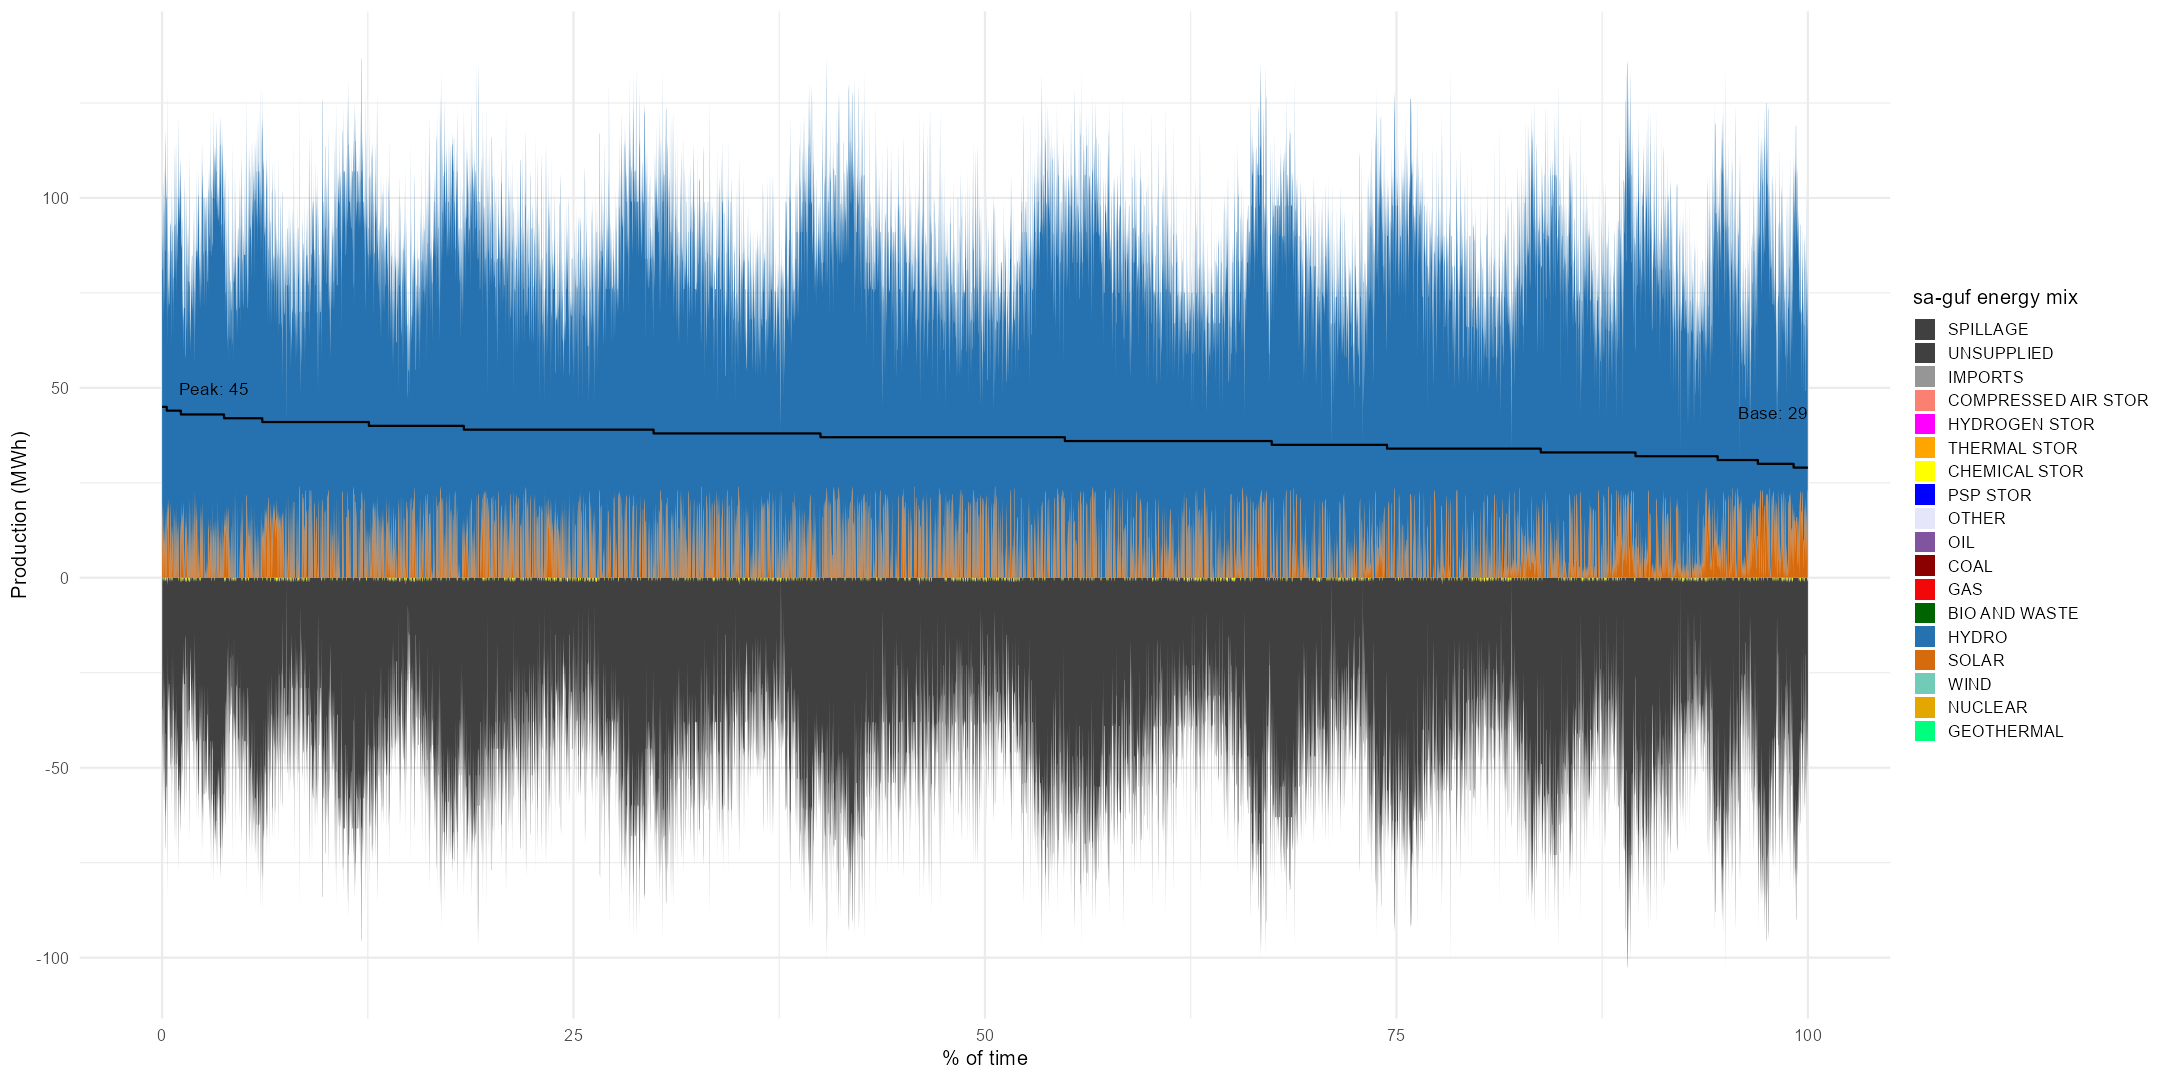 100
50
0
-50
-100
Production (MWh)
Peak: 45
Base: 29
0
25
50
75
100
% of time
sa-guf energy mix
SPILLAGE
UNSUPPLIED
IMPORTS
COMPRESSED AIR STOR
HYDROGEN STOR
THERMAL STOR
CHEMICAL STOR
PSP STOR
OTHER
OIL
COAL
GAS
BIO AND WASTE
HYDRO
SOLAR
WIND
NUCLEAR
GEOTHERMAL